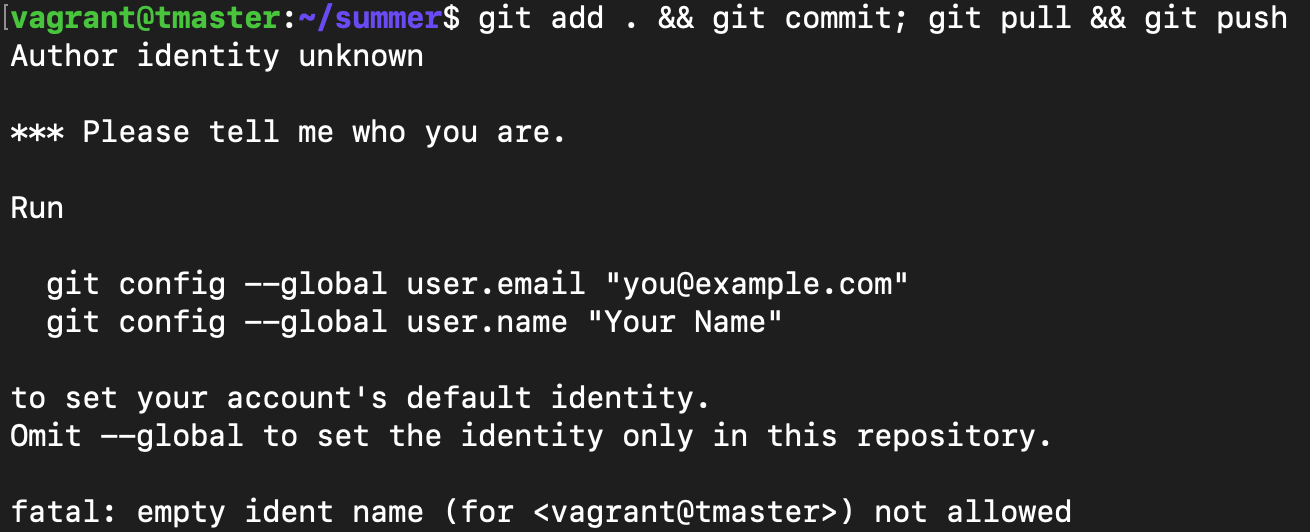 [vagrant@tmaster:~/summer$ git add . && git commit; git pull && git push
Author identity unknown

*** Please tell me who you are.

Run

  git config --global user.email "you@example.com"
  git config --global user.name "Your Name"

to set your account's default identity.
Omit --global to set the identity only in this repository.

fatal: empty ident name (for <vagrant@tmaster>) not allowed